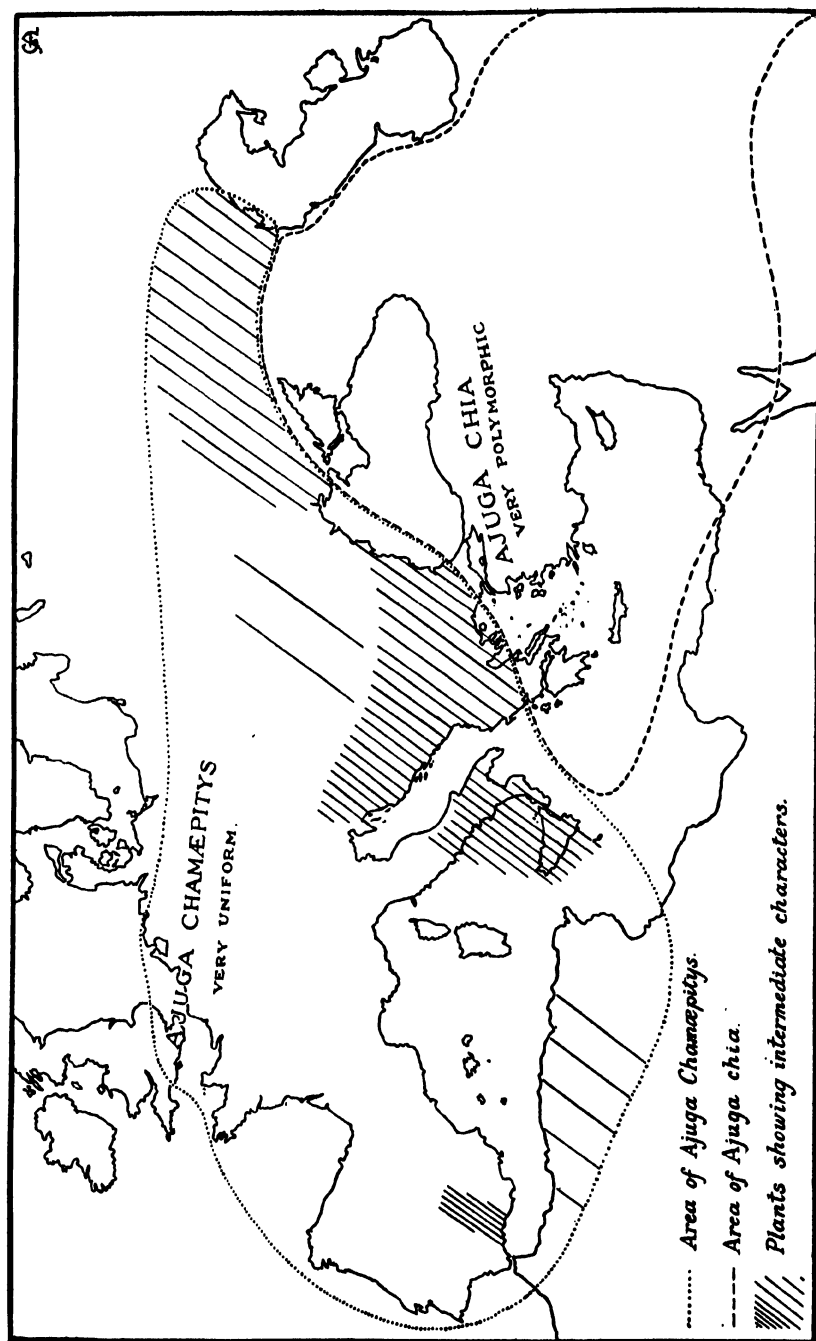 AJUGA CHAMÆPITYS
VERY UNIFORM.
AJUGA CHIA
VERY POLYMORPHIC
Area of Ajuga Chamæpitys.
Area of Ajuga chia.
Plants showing intermediate characters.